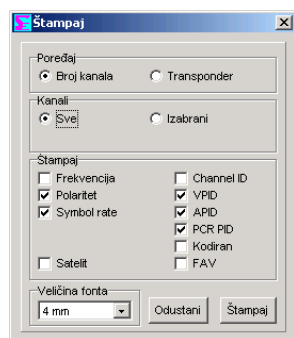 Štampaj
Poređaj
Broj kanala Transponder
Kanali
Sve Izabrani
Štampaj
Frekvencija Channel ID
Polaritet VPID
Symbol rate APID
PCR PID
Kodiran
Satelit FAV
Veličina fonta
4 mm Odustani Štampaj